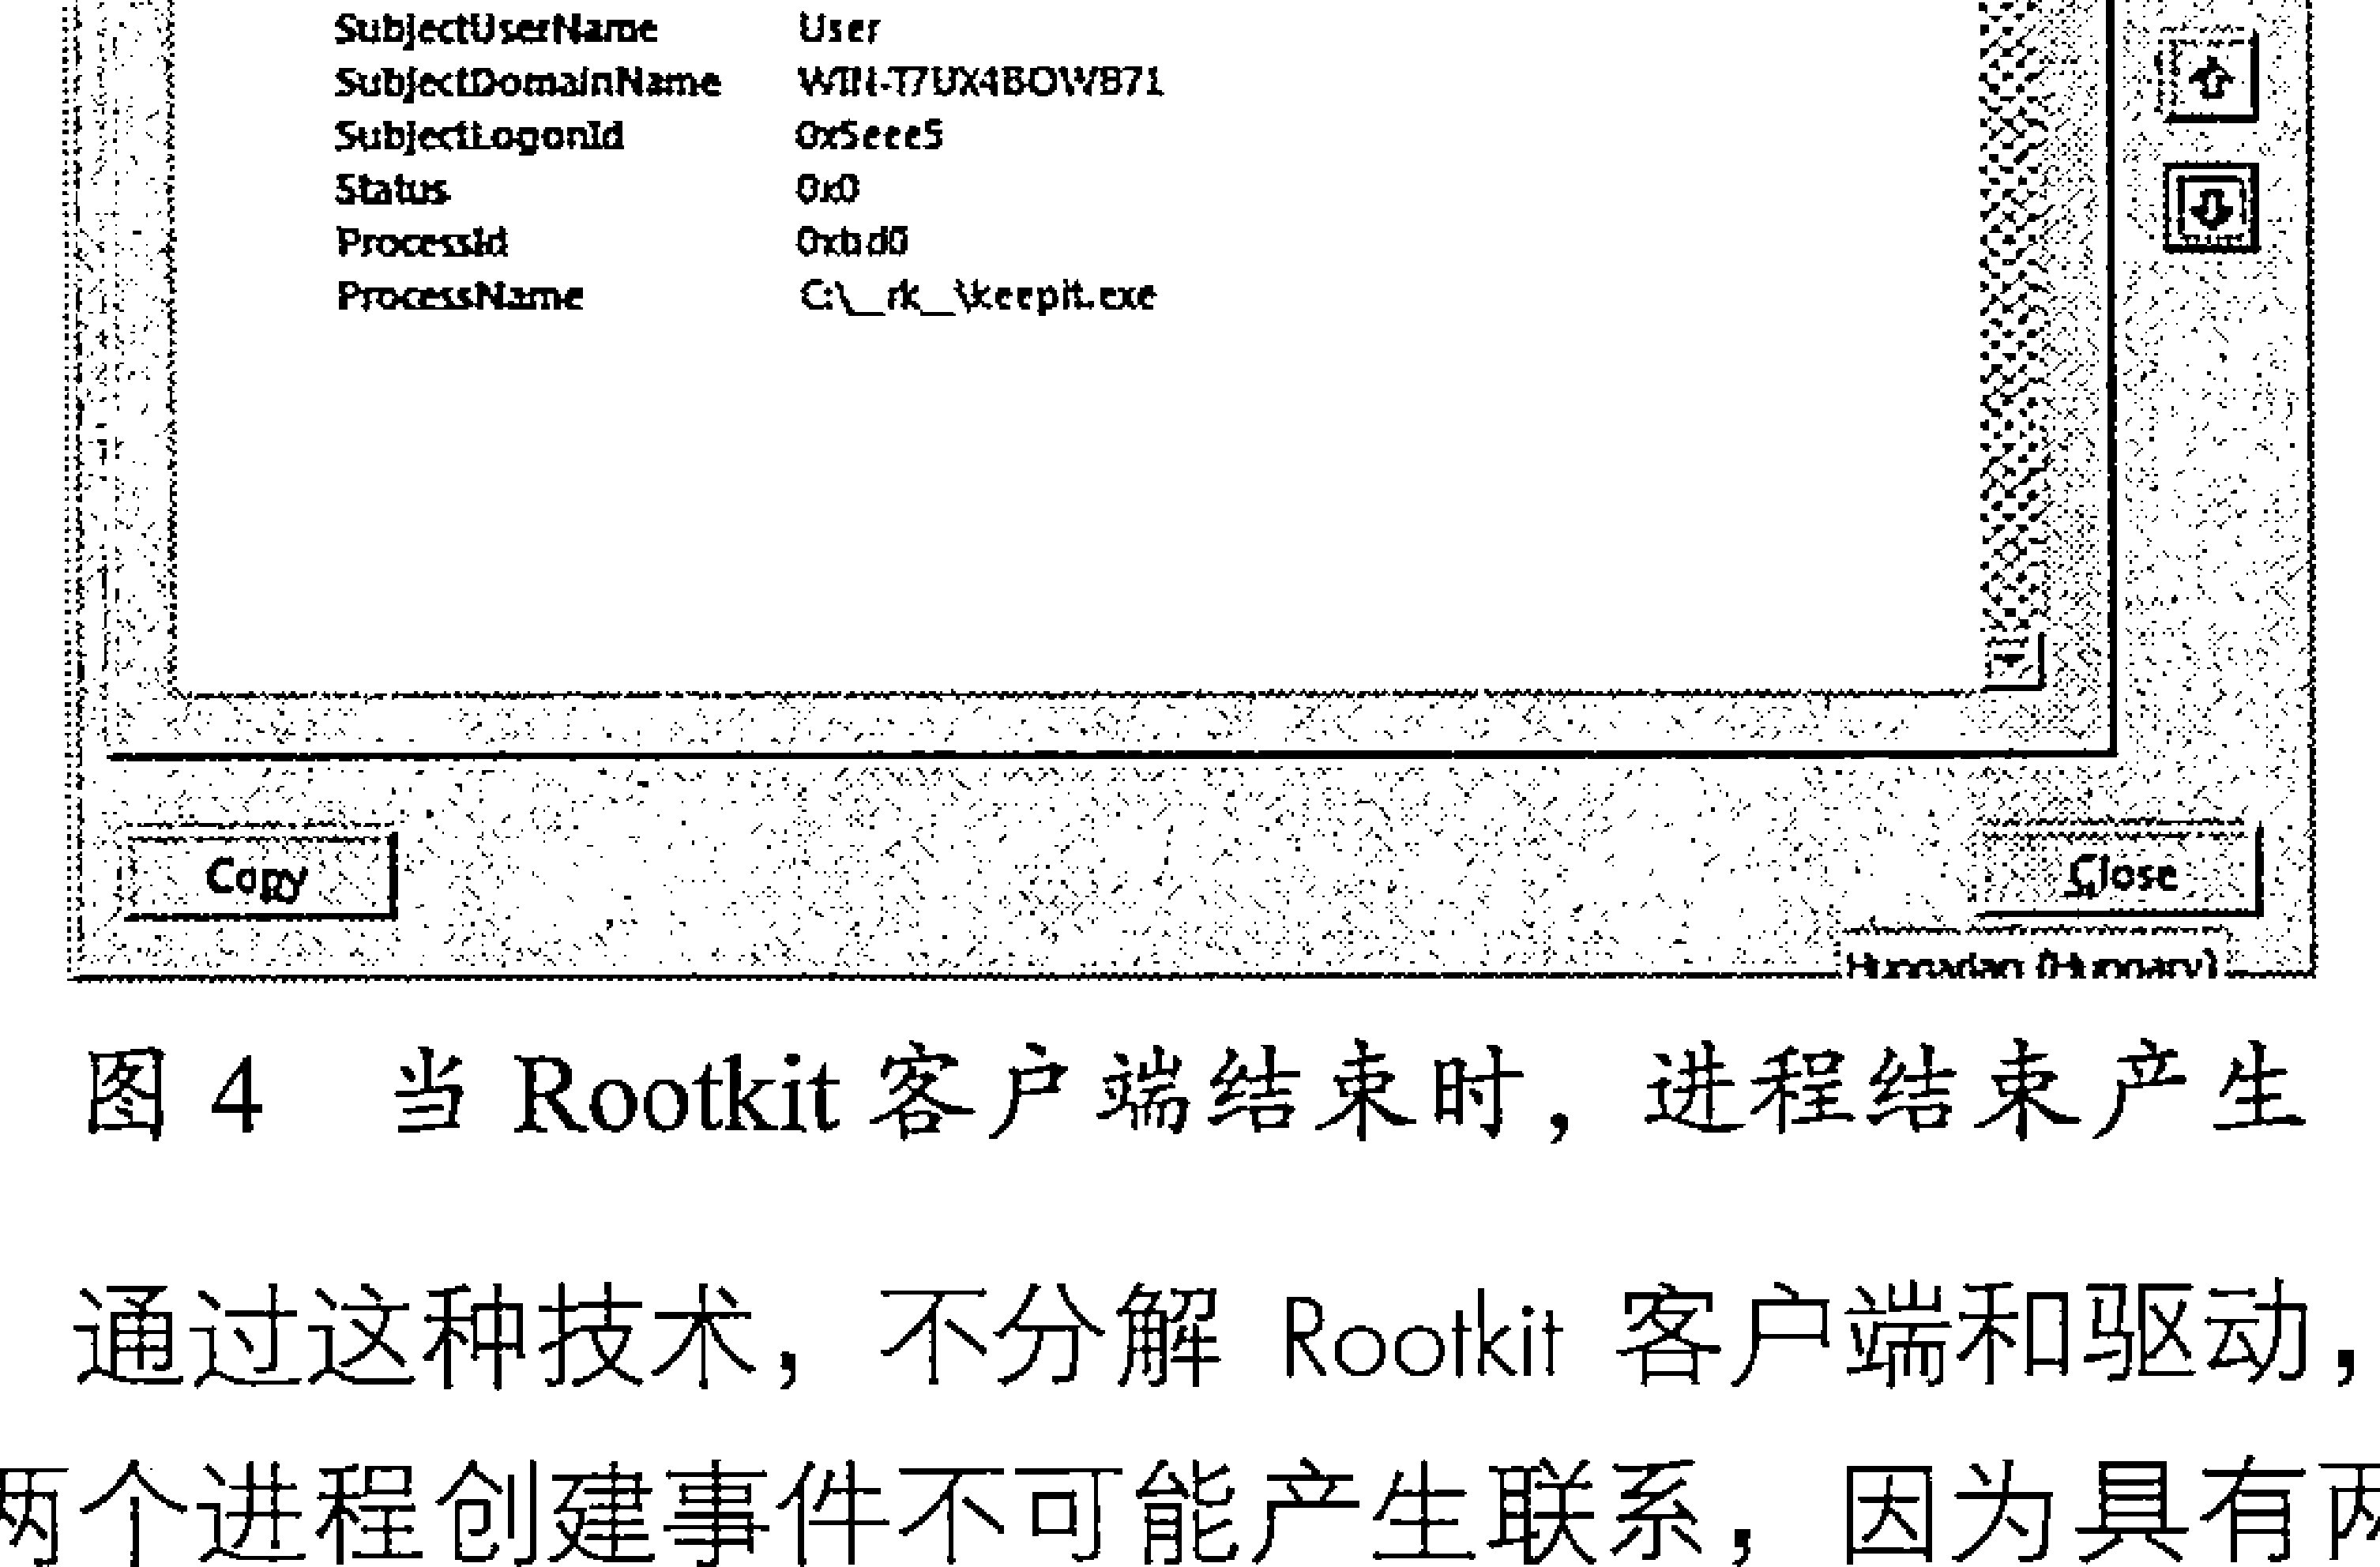 SubjectUserName User
SubjectDomainName WIN-T7UX4BOWB71
SubjectLogonId 0x5eee5
Status 0x0
ProcessId 0xbd0
ProcessName C:\__rk__\keepit.exe
Copy Close
Hungarian (Hungary)
图 4 当 Rootkit 客户端结束时，进程结束产生
通过这种技术，不分解 Rootkit 客户端和驱动，
两个进程创建事件不可能产生联系，因为具有两